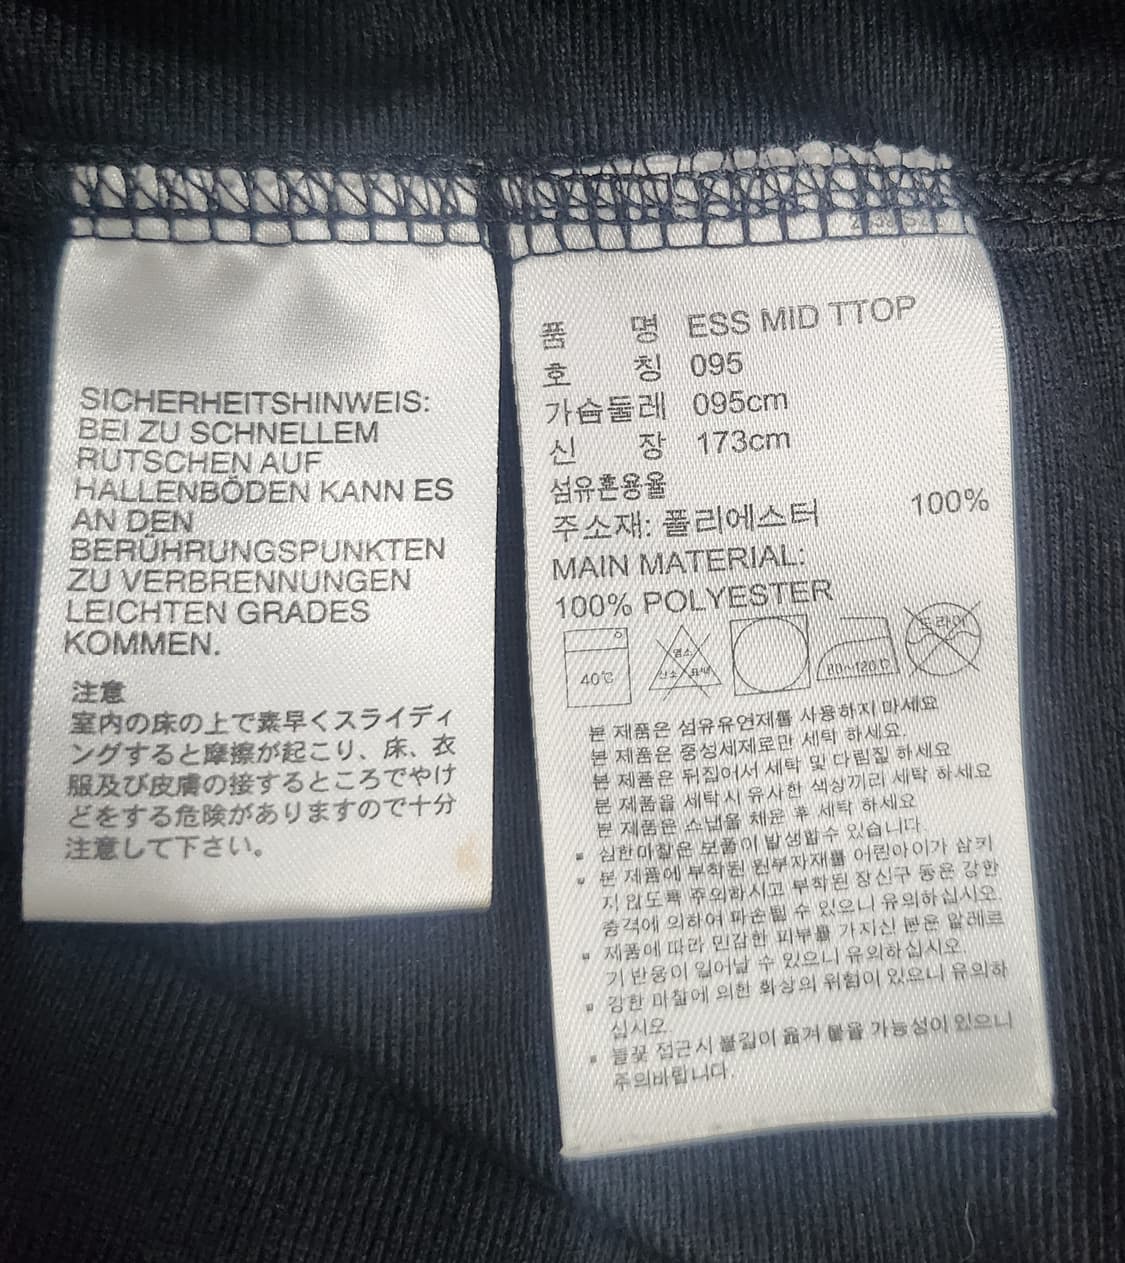 SICHERHEITSHINWEIS:
BEI ZU SCHNELLEM
RUTSCHEN AUF
HALLENBÖDEN KANN ES
AN DEN
BERÜHRUNGSPUNKTEN
ZU VERBRENNUNGEN
LEICHTEN GRADES
KOMMEN.
注意
室内の床の上で素早くスライディ
ングすると摩擦が起こり、床、衣
服及び皮膚の接するところでやけ
どをする危険がありますので十分
注意して下さい。
품 명 ESS MID TTOP
호 칭 095
가슴둘레 095cm
신 장 173cm
섬유혼용율
주소재: 폴리에스터 100%
MAIN MATERIAL:
100% POLYESTER
40℃ 염소 산소 표백 80~120℃ 드라이
본 제품은 섬유유연제를 사용하지 마세요
본 제품은 중성세제로만 세탁 하세요.
본 제품은 뒤집어서 세탁 및 다림질 하세요
본 제품을 세탁시 유사한 색상끼리 세탁 하세요
본 제품은 스냅을 채운 후 세탁 하세요
심한마찰은 보풀이 발생할수 있습니다.
본 제품에 부착된 원부자재를 어린아이가 삼키
지 않도록 주의하시고 부착된 장신구 등은 강한
충격에 의하여 파손될 수 있으니 유의하십시오.
제품에 따라 민감한 피부를 가지신 분은 알레르
기 반응이 일어날 수 있으니 유의하십시오.
강한 마찰에 의한 화상의 위험이 있으니 유의하
십시오.
불꽃 접근시 불길이 옮겨 붙을 가능성이 있으니
주의바랍니다.